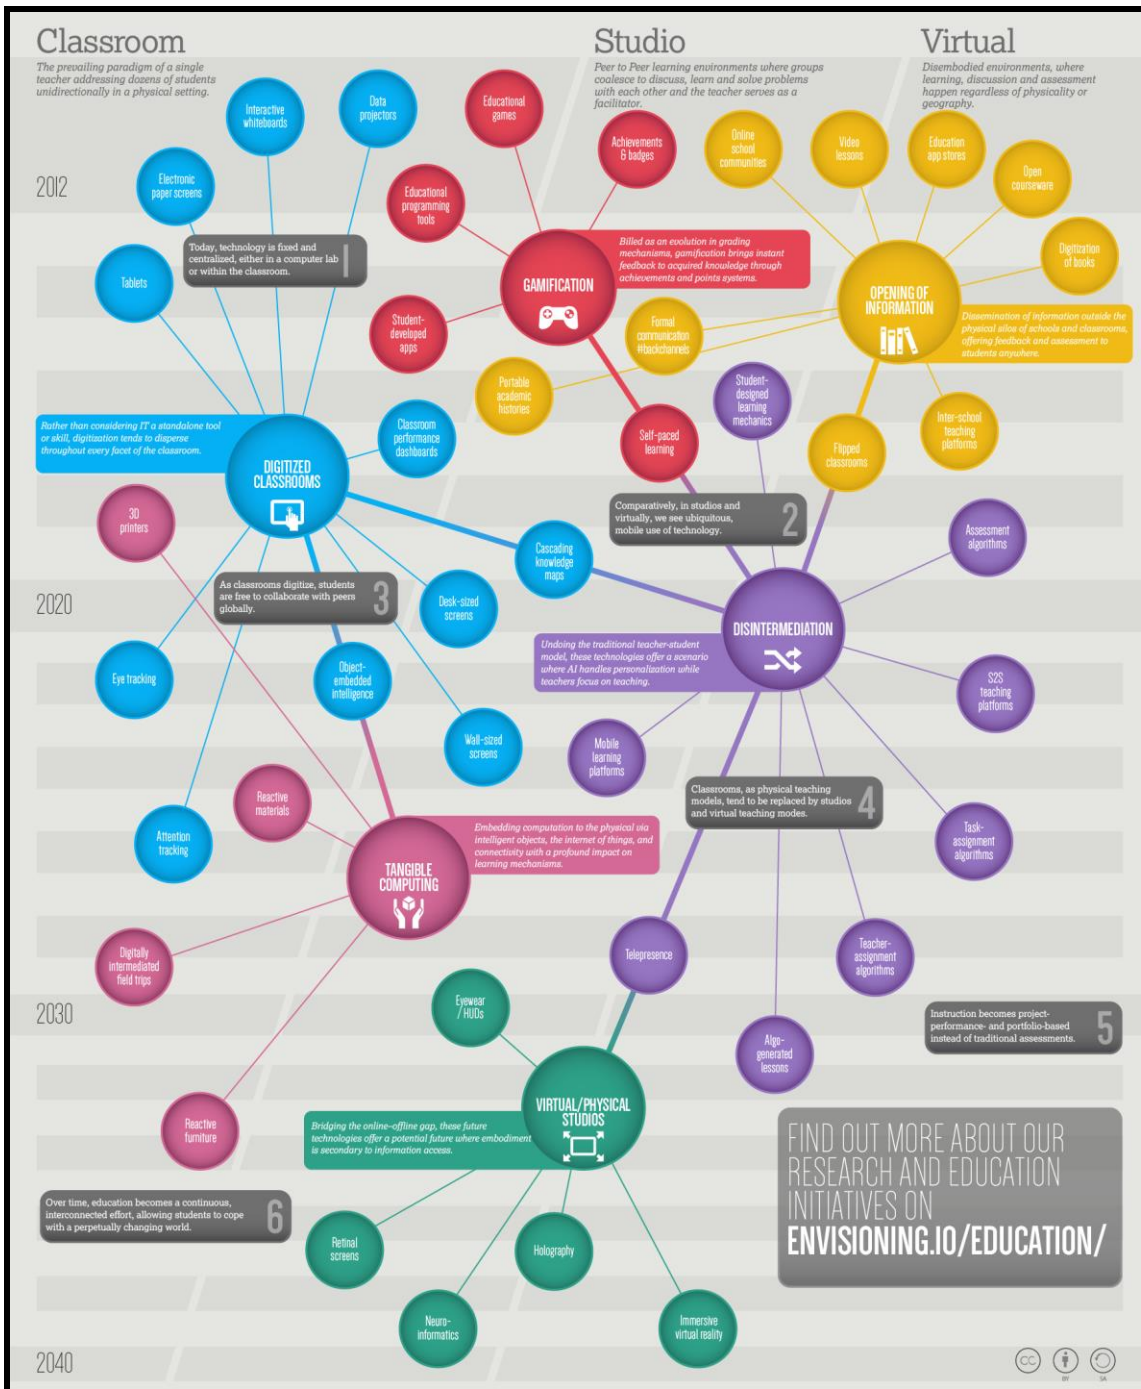 Classroom
The prevailing paradigm of a single
teacher addressing dozens of students
unidirectionally in a physical setting.
Studio
Peer to Peer learning environments where groups
coalesce to discuss, learn and solve problems
with each other and the teacher serves as a
facilitator.
Virtual
Disembodied environments, where
learning, discussion and assessment
happen regardless of physicality or
geography.
2012
Interactive
whiteboards
Data
projectors
Educational
games
Achievements
& badges
Online
school
communities
Video
lessons
Education
app stores
Open
courseware
Electronic
paper screens
Educational
programming
tools
Today, technology is fixed and
centralized, either in a computer lab
or within the classroom.
1
Billed as an evolution in grading
mechanisms, gamification brings instant
feedback to acquired knowledge through
achievements and points systems.
Digitization
of books
Tablets
GAMIFICATION
OPENING OF
INFORMATION
Student-
developed
apps
Formal
communication
#backchannels
Dissemination of information outside the
physical silos of schools and classrooms,
offering feedback and assessment to
students anywhere.
Portable
academic
histories
Student-
designed
learning
mechanics
Rather than considering IT a standalone tool
or skill, digitization tends to disperse
throughout every facet of the classroom.
Classroom
performance
dashboards
Self-paced
learning
Flipped
classrooms
Inter-school
teaching
platforms
DIGITIZED
CLASSROOMS
3D
printers
Comparatively, in studios and
virtually, we see ubiquitous,
mobile use of technology.
2
Assessment
algorithms
Cascading
knowledge
maps
2020
As classrooms digitize, students
are free to collaborate with peers
globally.
3
Desk-sized
screens
DISINTERMEDIATION
Undoing the traditional teacher-student
model, these technologies offer a scenario
where AI handles personalization while
teachers focus on teaching.
Eye tracking
Object-
embedded
intelligence
S2S
teaching
platforms
Wall-sized
screens
Mobile
learning
platforms
Reactive
materials
Classrooms, as physical teaching
models, tend to be replaced by studios
and virtual teaching modes.
4
Attention
tracking
Embedding computation to the physical via
intelligent objects, the internet of things, and
connectivity with a profound impact on
learning mechanisms.
Task-
assignment
algorithms
TANGIBLE
COMPUTING
Digitally
intermediated
field trips
Telepresence
Teacher-
assignment
algorithms
2030
Eyewear
/HUDs
Instruction becomes project-
performance- and portfolio-based
instead of traditional assessments.
5
Algo-
generated
lessons
VIRTUAL/PHYSICAL
STUDIOS
Reactive
furniture
Bridging the online-offline gap, these future
technologies offer a potential future where embodiment
is secondary to information access.
FIND OUT MORE ABOUT OUR
RESEARCH AND EDUCATION
INITIATIVES ON
ENVISIONING.IO/EDUCATION/
Over time, education becomes a continuous,
interconnected effort, allowing students to cope
with a perpetually changing world.
6
Retinal
screens
Holography
Neuro-
informatics
Immersive
virtual reality
2040
CC
BY
SA